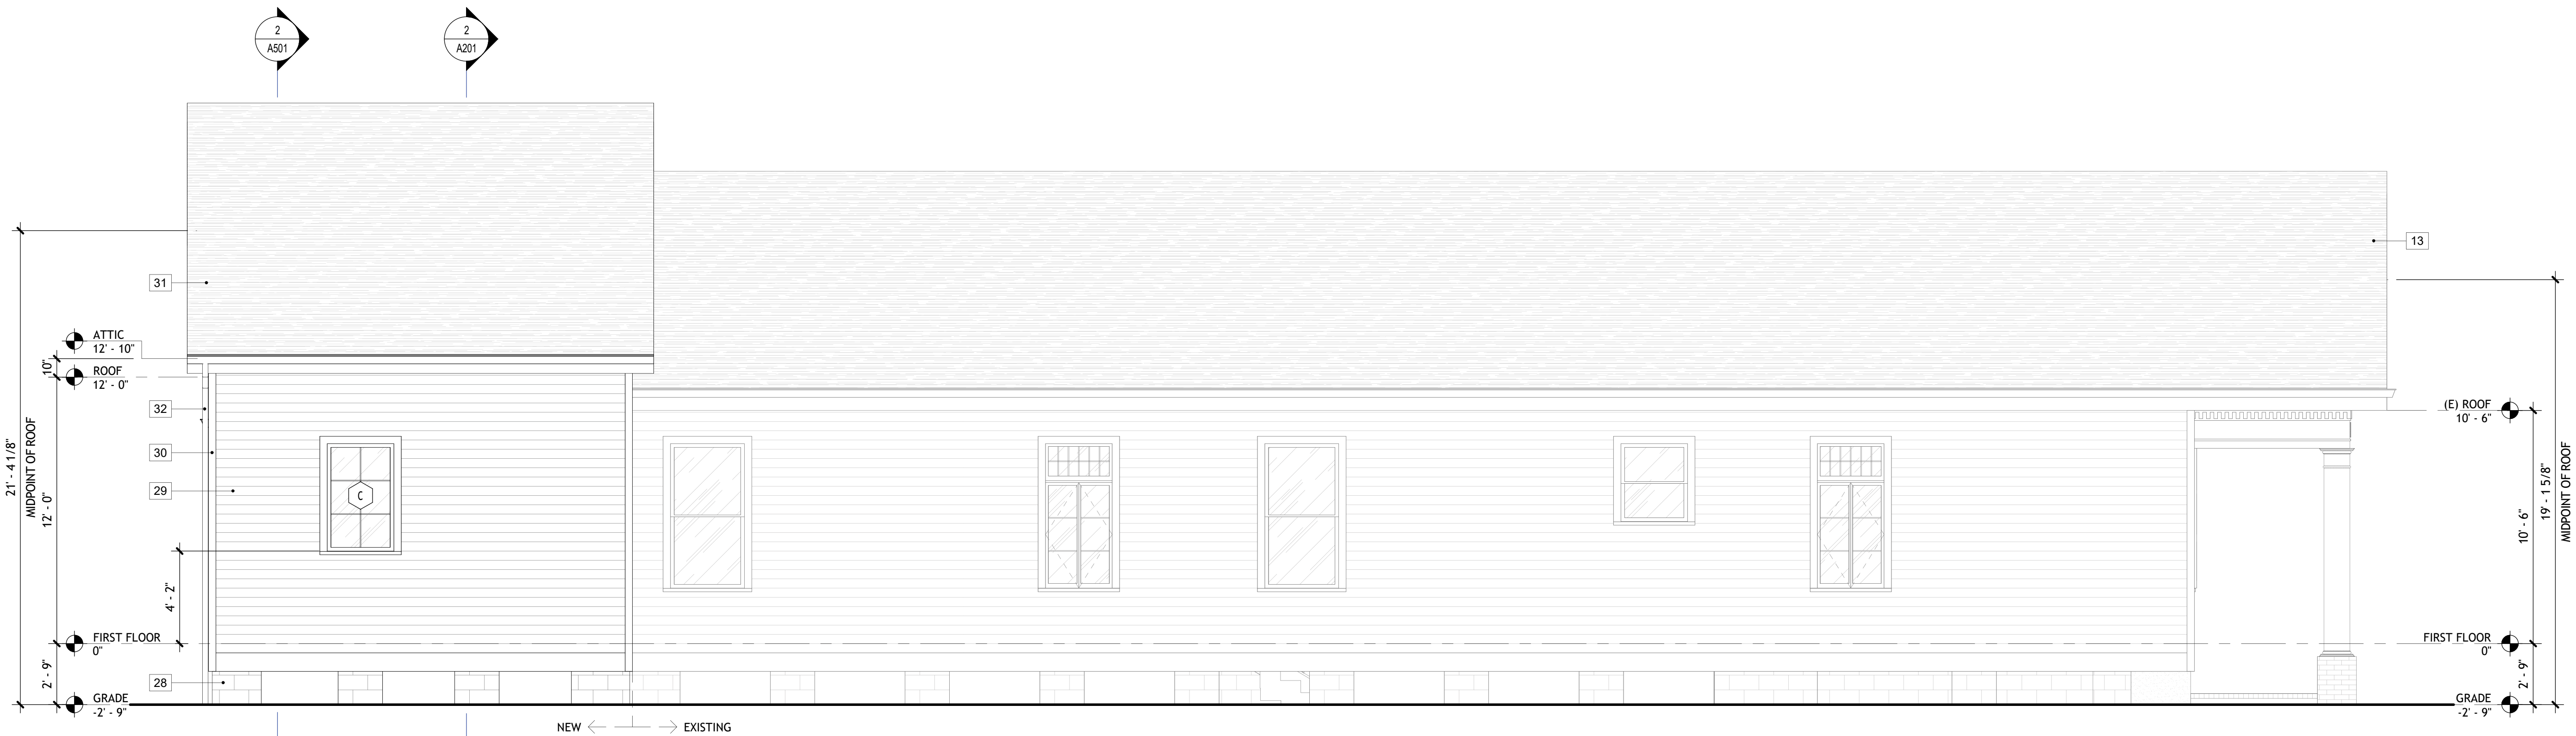 2
A501
2
A201
13
31
ATTIC
12' - 10"
10"
ROOF
12' - 0"
32
(E) ROOF
10' - 6"
30
21' - 4 1/8"
MIDPOINT OF ROOF
12' - 0"
29
C
10' - 6"
19' - 1 5/8"
MIDPOINT OF ROOF
4' - 2"
FIRST FLOOR
0"
FIRST FLOOR
0"
2' - 9"
28
2' - 9"
GRADE
-2' - 9"
GRADE
-2' - 9"
NEW
EXISTING